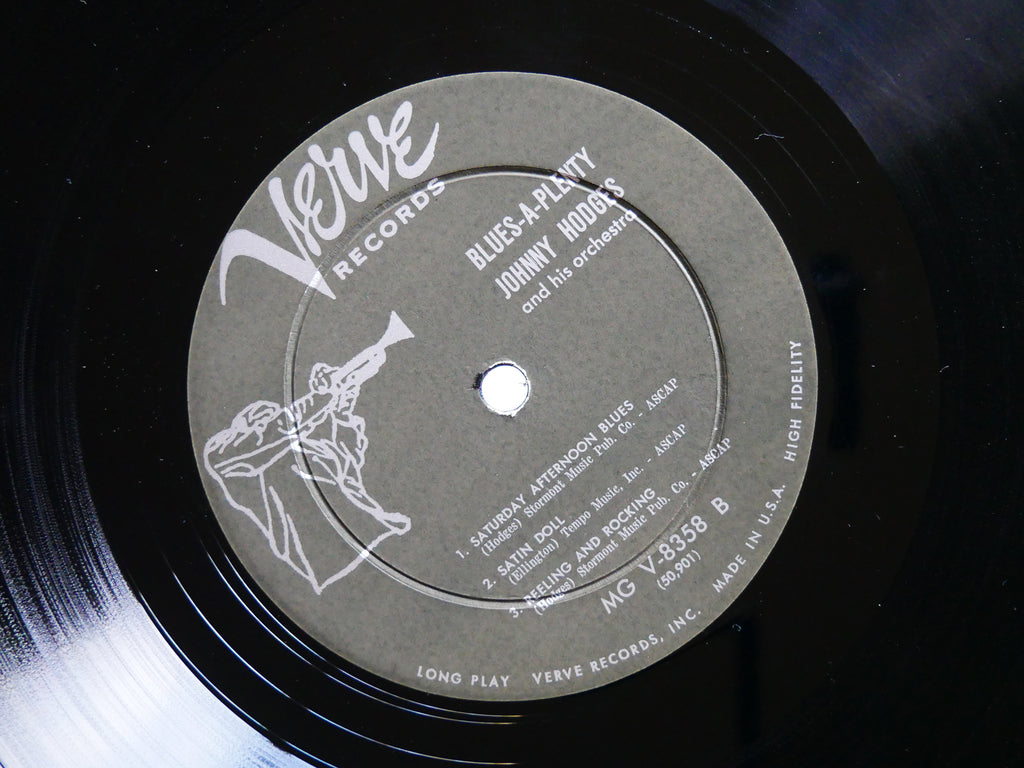 Verve
RECORDS
BLUES-A-PLENTY
JOHNNY HODGES
and his orchestra
1. SATURDAY AFTERNOON BLUES
(Hodges) Stormont Music Pub. Co. - ASCAP
2. SATIN DOLL
(Ellington) Tempo Music, Inc. - ASCAP
3. REELING AND ROCKING
(Hodges) Stormont Music Pub. Co. - ASCAP
MG V-8358 B
(50,901)
LONG PLAY VERVE RECORDS, INC. MADE IN U.S.A. HIGH FIDELITY